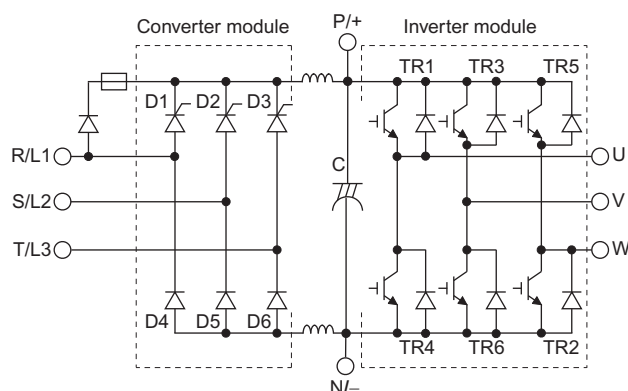 Converter module
P/+
Inverter module
TR1 TR3 TR5
D1 D2 D3
R/L1
U
C
S/L2
V
T/L3
W
D4 D5 D6
TR4 TR6 TR2
N/−